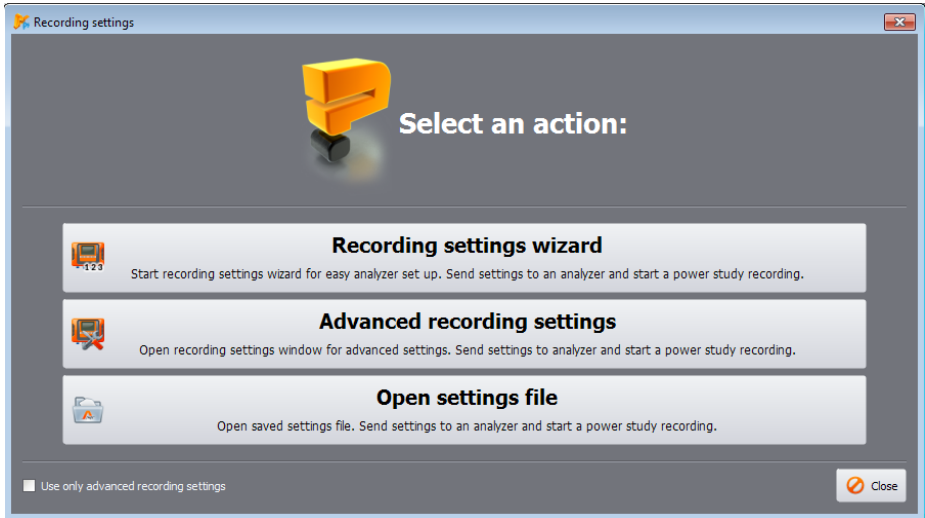 Recording settings
Select an action:
123
Recording settings wizard
Start recording settings wizard for easy analyzer set up. Send settings to an analyzer and start a power study recording.
Advanced recording settings
Open recording settings window for advanced settings. Send settings to analyzer and start a power study recording.
Open settings file
Open saved settings file. Send settings to an analyzer and start a power study recording.
Use only advanced recording settings
Close